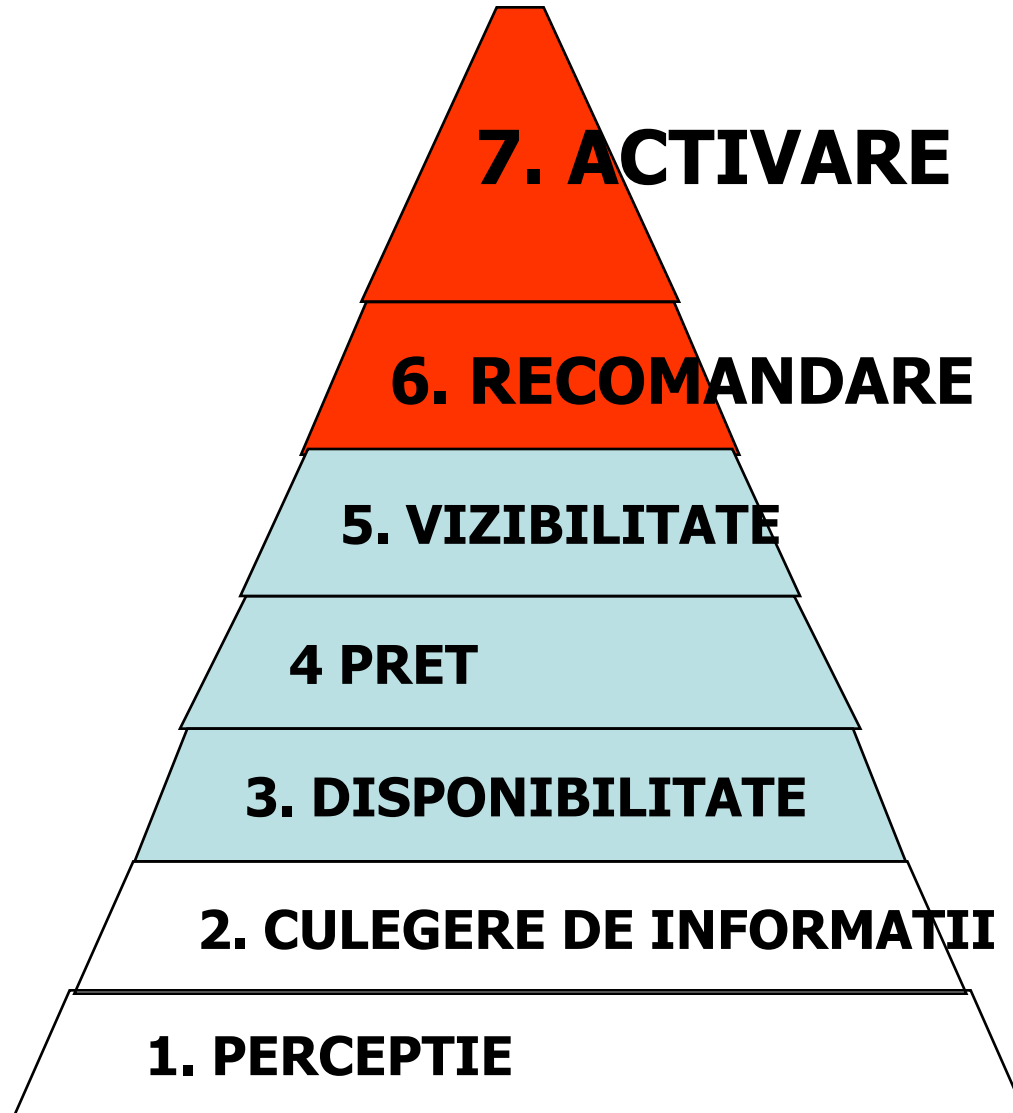 7. ACTIVARE
6. RECOMANDARE
5. VIZIBILITATE
4 PRET
3. DISPONIBILITATE
2. CULEGERE DE INFORMATII
1. PERCEPTIE